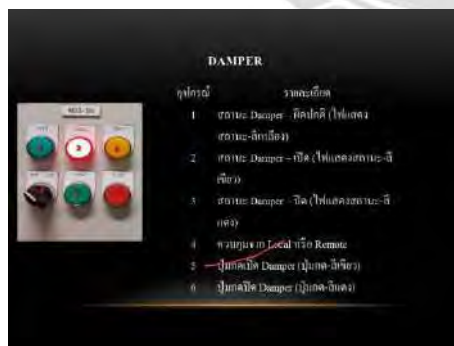 DAMPER
อุปกรณ์ รายละเอียด
1 สถานะ Damper – ผิดปกติ (ไฟแสดง
สถานะ-สีเหลือง)
2 สถานะ Damper – เปิด (ไฟแสดงสถานะ-สี
เขียว)
3 สถานะ Damper – ปิด (ไฟแสดงสถานะ-สี
แดง)
4 ควบคุมจาก Local หรือ Remote
5 ปุ่มกดเปิด Damper (ปุ่มกด-สีเขียว)
6 ปุ่มกดปิด Damper (ปุ่มกด-สีแดง)